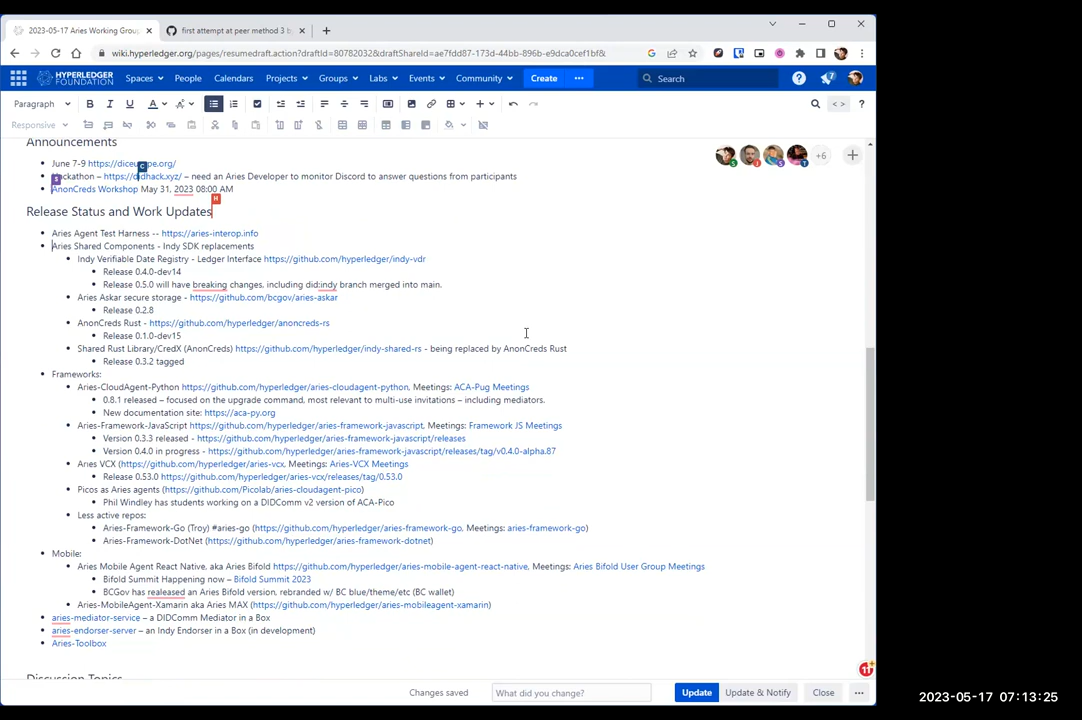 2023-05-17 Aries Working Grou
first attempt at peer method 3 b
wiki.hyperledger.org/pages/resumedraft.action?draftId=80782032&draftShareId=ae7fdd87-173d-44bb-896b-e9dca0cef1bf&
HYPERLEDGER FOUNDATION Spaces People Calendars Projects Groups Labs Events Community Create Search
Paragraph B I U A
Responsive
Announcements
June 7-9 https://diceurope.org/
Hackathon – https://didhack.xyz/ – need an Aries Developer to monitor Discord to answer questions from participants
AnonCreds Workshop May 31, 2023 08:00 AM
+6
Release Status and Work Updates
Aries Agent Test Harness -- https://aries-interop.info
Aries Shared Components - Indy SDK replacements
Indy Verifiable Date Registry - Ledger Interface https://github.com/hyperledger/indy-vdr
Release 0.4.0-dev14
Release 0.5.0 will have breaking changes, including did:indy branch merged into main.
Aries Askar secure storage - https://github.com/bcgov/aries-askar
Release 0.2.8
AnonCreds Rust - https://github.com/hyperledger/anoncreds-rs
Release 0.1.0-dev15
Shared Rust Library/CredX (AnonCreds) https://github.com/hyperledger/indy-shared-rs - being replaced by AnonCreds Rust
Release 0.3.2 tagged
Frameworks:
Aries-CloudAgent-Python https://github.com/hyperledger/aries-cloudagent-python, Meetings: ACA-Pug Meetings
0.8.1 released – focused on the upgrade command, most relevant to multi-use invitations – including mediators.
New documentation site: https://aca-py.org
Aries-Framework-JavaScript https://github.com/hyperledger/aries-framework-javascript, Meetings: Framework JS Meetings
Version 0.3.3 released - https://github.com/hyperledger/aries-framework-javascript/releases
Version 0.4.0 in progress - https://github.com/hyperledger/aries-framework-javascript/releases/tag/v0.4.0-alpha.87
Aries VCX (https://github.com/hyperledger/aries-vcx, Meetings: Aries-VCX Meetings
Release 0.53.0 https://github.com/hyperledger/aries-vcx/releases/tag/0.53.0
Picos as Aries agents (https://github.com/Picolab/aries-cloudagent-pico)
Phil Windley has students working on a DIDComm v2 version of ACA-Pico
Less active repos:
Aries-Framework-Go (Troy) #aries-go (https://github.com/hyperledger/aries-framework-go, Meetings: aries-framework-go)
Aries-Framework-DotNet (https://github.com/hyperledger/aries-framework-dotnet)
Mobile:
Aries Mobile Agent React Native, aka Aries Bifold https://github.com/hyperledger/aries-mobile-agent-react-native, Meetings: Aries Bifold User Group Meetings
Bifold Summit Happening now – Bifold Summit 2023
BCGov has realeased an Aries Bifold version, rebranded w/ BC blue/theme/etc (BC wallet)
Aries-MobileAgent-Xamarin aka Aries MAX (https://github.com/hyperledger/aries-mobileagent-xamarin)
aries-mediator-service – a DIDComm Mediator in a Box
aries-endorser-server – an Indy Endorser in a Box (in development)
Aries-Toolbox
Discussion Topics
Changes saved What did you change? Update Update & Notify Close
2023-05-17 07:13:25